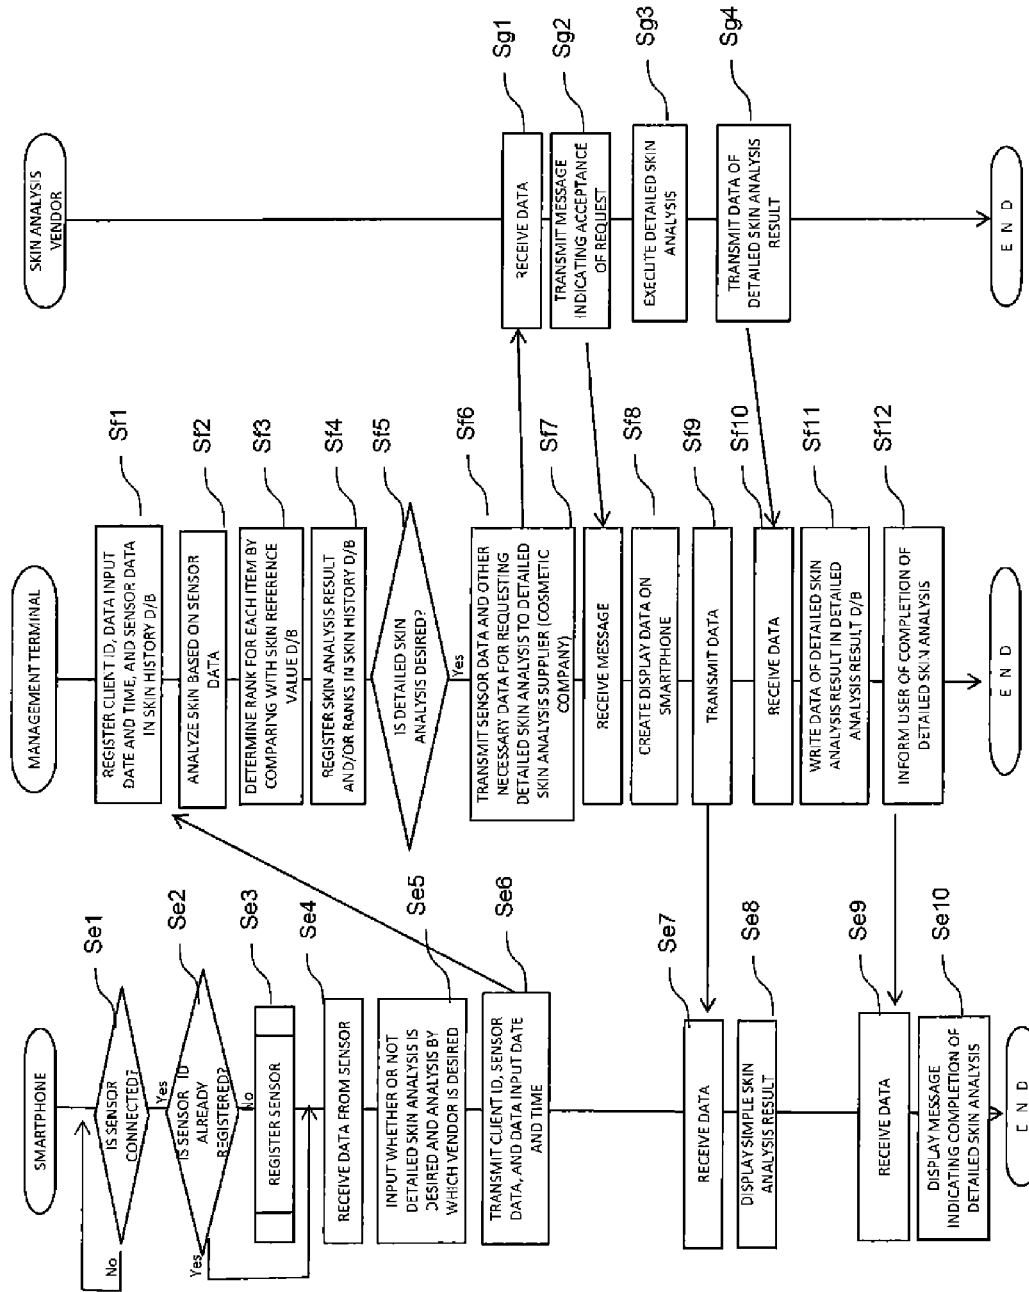 SMARTPHONE
IS SENSOR
CONNECTED?
No
Yes
Se1
IS SENSOR ID
ALREADY
REGISTERED?
Yes
No
Se2
REGISTER SENSOR
Se3
RECEIVE DATA FROM SENSOR
Se4
INPUT WHETHER OR NOT
DETAILED SKIN ANALYSIS IS
DESIRED AND ANALYSIS BY
WHICH VENDOR IS DESIRED
Se5
TRANSMIT CLIENT ID, SENSOR
DATA, AND DATA INPUT DATE
AND TIME
Se6
RECEIVE DATA
Se7
DISPLAY SIMPLE SKIN
ANALYSIS RESULT
Se8
RECEIVE DATA
Se9
DISPLAY MESSAGE
INDICATING COMPLETION OF
DETAILED SKIN ANALYSIS
Se10
E N D
MANAGEMENT TERMINAL
REGISTER CLIENT ID, DATA INPUT
DATE AND TIME, AND SENSOR DATA
IN SKIN HISTORY D/B
Sf1
ANALYZE SKIN BASED ON SENSOR
DATA
Sf2
DETERMINE RANK FOR EACH ITEM BY
COMPARING WITH SKIN REFERENCE
VALUE D/B
Sf3
REGISTER SKIN ANALYSIS RESULT
AND/OR RANKS IN SKIN HISTORY D/B
Sf4
IS DETAILED SKIN
ANALYSIS DESIRED?
Sf5
Yes
TRANSMIT SENSOR DATA AND OTHER
NECESSARY DATA FOR REQUESTING
DETAILED SKIN ANALYSIS TO DETAILED
SKIN ANALYSIS SUPPLIER (COSMETIC
COMPANY)
Sf6
RECEIVE MESSAGE
Sf7
CREATE DISPLAY DATA ON
SMARTPHONE
Sf8
TRANSMIT DATA
Sf9
RECEIVE DATA
Sf10
WRITE DATA OF DETAILED SKIN
ANALYSIS RESULT IN DETAILED
ANALYSIS RESULT D/B
Sf11
INFORM USER OF COMPLETION OF
DETAILED SKIN ANALYSIS
Sf12
E N D
SKIN ANALYSIS
VENDOR
RECEIVE DATA
Sg1
TRANSMIT MESSAGE
INDICATING ACCEPTANCE
OF REQUEST
Sg2
EXECUTE DETAILED SKIN
ANALYSIS
Sg3
TRANSMIT DATA OF
DETAILED SKIN ANALYSIS
RESULT
Sg4
E N D